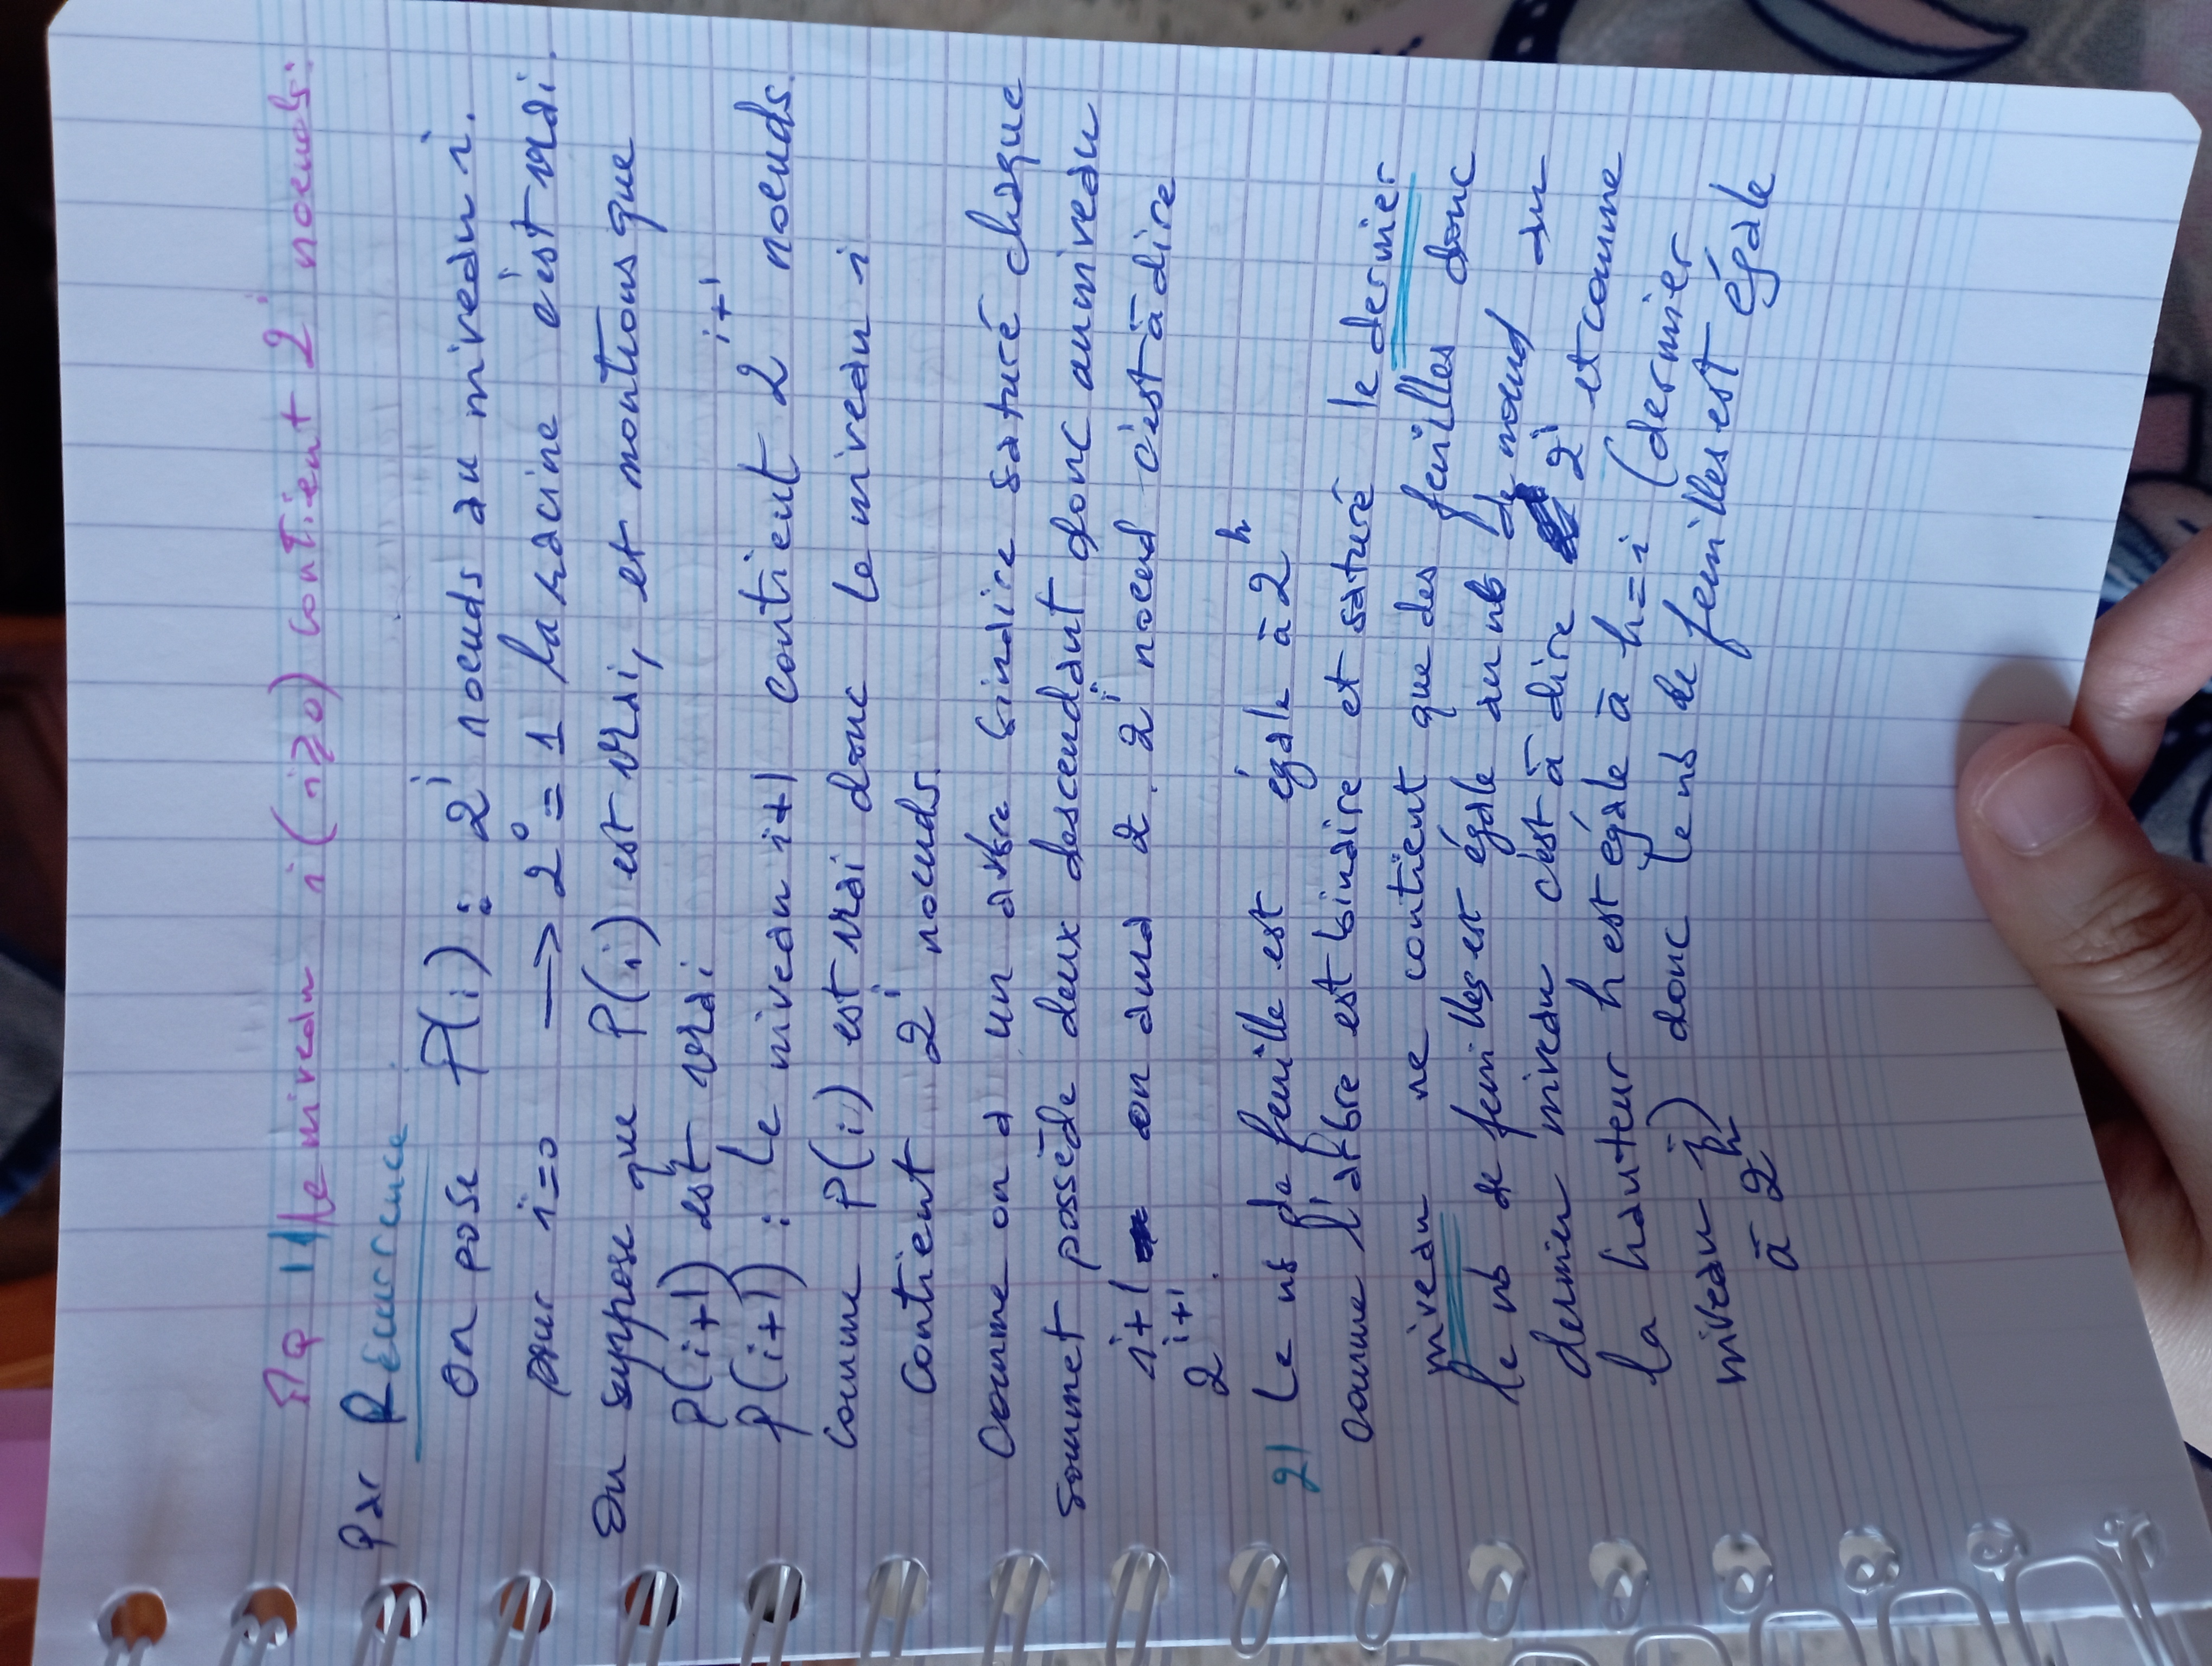 Mq 1/ Le niveau i (i≥0) contient 2^i noeuds:
Par Récurrence :
on pose P(i) : 2^i noeuds au niveau i.
pour i=0 → 2^0 = 1 la racine c'est vrai.
On suppose que P(i) est vrai, et montrons que
P(i+1) est vrai
P(i+1) : Le niveau i+1 contient 2^{i+1} noeuds.
comme P(i) est vrai donc le niveau i
contient 2^i noeuds.
comme on a un arbre binaire saturé chaque
sommet possède deux descendant donc au niveau
i+1 on aura 2 . 2^i noeud c'est à dire
2^{i+1}.
2/ Le nb de feuille est égale à 2^h
comme l'arbre est binaire et saturé le dernier
niveau ne contient que des feuilles donc
le nb de feuilles est égale au nb de noeud au
dernier niveau c'est à dire 2^i et comme
la hauteur h est égale à h=i (dernier
niveau i) donc le nb de feuilles est égale
à 2^h